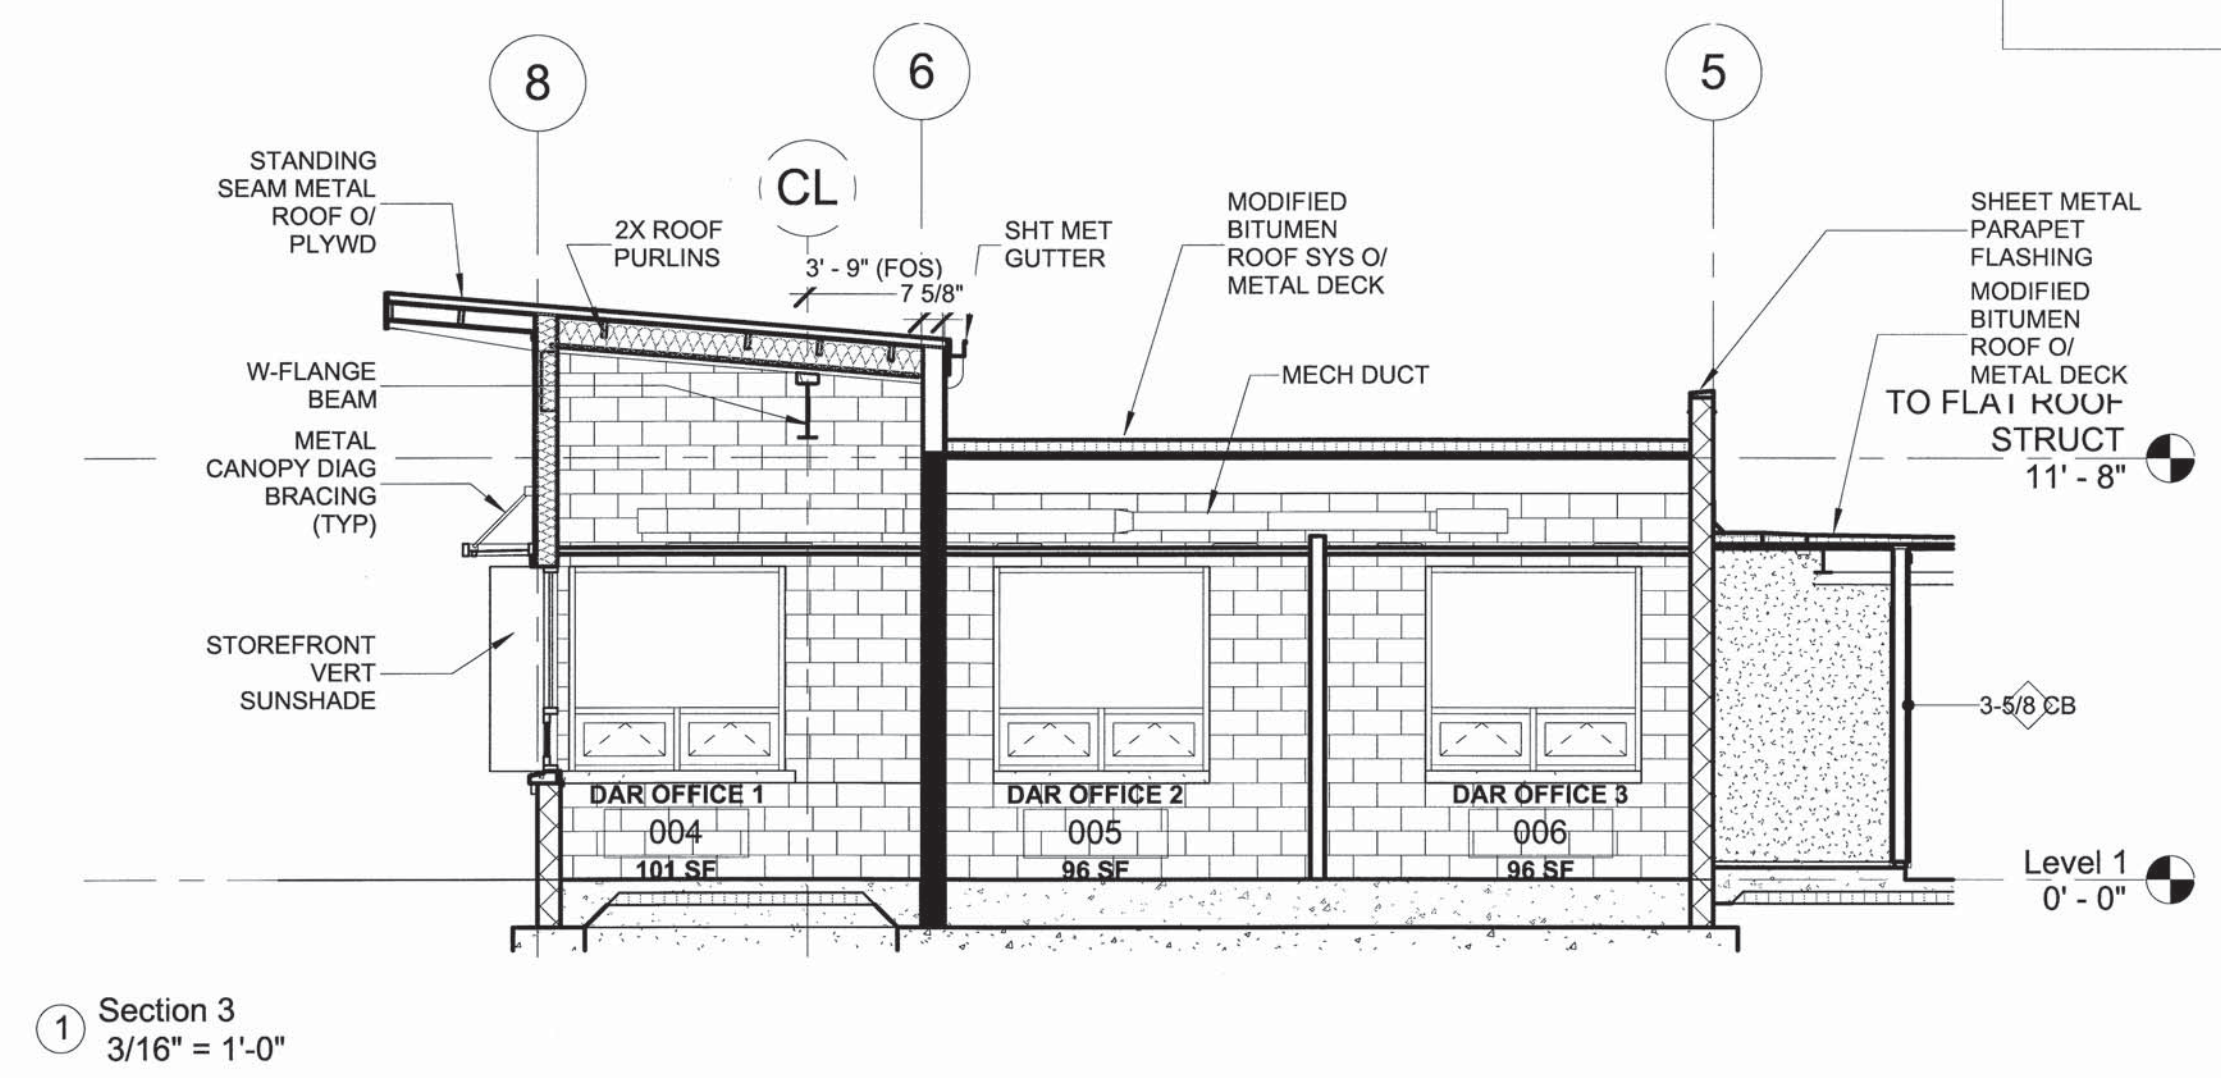 8
6
5
CL
STANDING
SEAM METAL
ROOF O/
PLYWD
2X ROOF
PURLINS
3' - 9" (FOS)
7 5/8"
SHT MET
GUTTER
MODIFIED
BITUMEN
ROOF SYS O/
METAL DECK
SHEET METAL
PARAPET
FLASHING
MODIFIED
BITUMEN
ROOF O/
METAL DECK
W-FLANGE
BEAM
MECH DUCT
TO FLAT ROOF
STRUCT
11' - 8"
METAL
CANOPY DIAG
BRACING
(TYP)
STOREFRONT
VERT
SUNSHADE
3-5/8 CB
DAR OFFICE 1
004
101 SF
DAR OFFICE 2
005
96 SF
DAR OFFICE 3
006
96 SF
Level 1
0' - 0"
1
Section 3
3/16" = 1'-0"